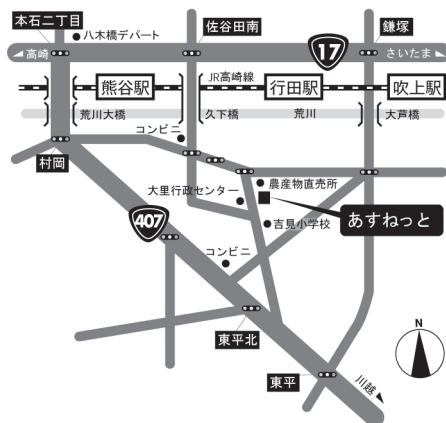 本石二丁目
八木橋デパート
佐谷田南
鎌塚
高崎
17
さいたま
熊谷駅
JR高崎線
行田駅
吹上駅
荒川大橋
久下橋
荒川
大芦橋
コンビニ
村岡
農産物直売所
大里行政センター
あすねっと
407
吉見小学校
コンビニ
東平北
N
東平
川越